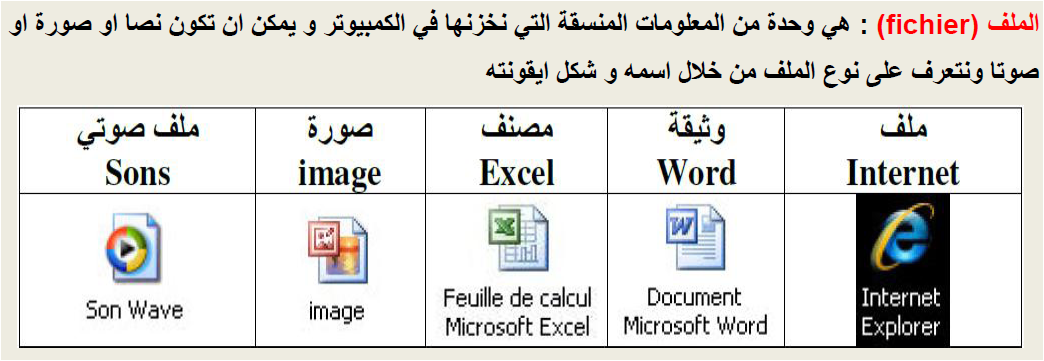 الملف (fichier) : هي وحدة من المعلومات المنسقة التي نخزنها في الكمبيوتر و يمكن ان تكون نصا او صورة او
صوتا ونتعرف على نوع الملف من خلال اسمه و شكل ايقونته
ملف وثيقة مصنف صورة ملف صوتي
Internet Word Excel image Sons
Internet Explorer
Document Microsoft Word
Feuille de calcul Microsoft Excel
image
Son Wave